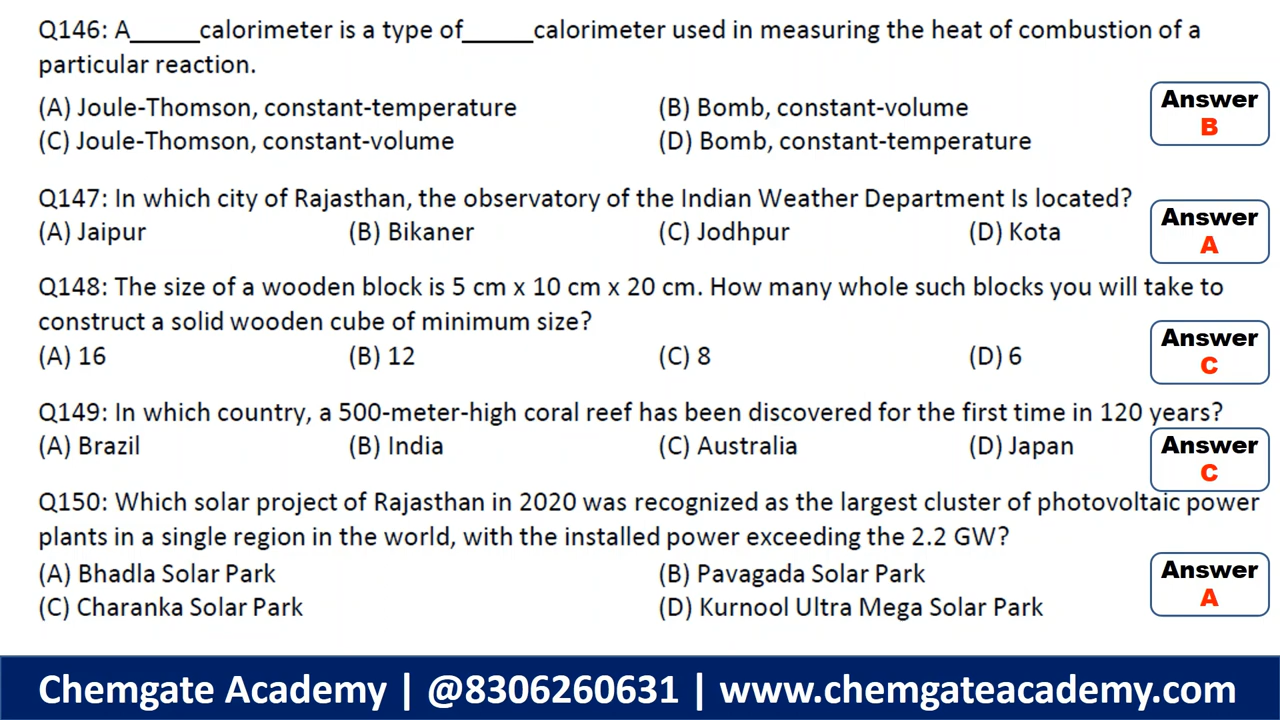 Q146: A_____calorimeter is a type of_____calorimeter used in measuring the heat of combustion of a
particular reaction.
(A) Joule-Thomson, constant-temperature (B) Bomb, constant-volume
(C) Joule-Thomson, constant-volume (D) Bomb, constant-temperature
Answer
B
Q147: In which city of Rajasthan, the observatory of the Indian Weather Department Is located?
(A) Jaipur (B) Bikaner (C) Jodhpur (D) Kota
Answer
A
Q148: The size of a wooden block is 5 cm x 10 cm x 20 cm. How many whole such blocks you will take to
construct a solid wooden cube of minimum size?
(A) 16 (B) 12 (C) 8 (D) 6
Answer
C
Q149: In which country, a 500-meter-high coral reef has been discovered for the first time in 120 years?
(A) Brazil (B) India (C) Australia (D) Japan
Answer
C
Q150: Which solar project of Rajasthan in 2020 was recognized as the largest cluster of photovoltaic power
plants in a single region in the world, with the installed power exceeding the 2.2 GW?
(A) Bhadla Solar Park (B) Pavagada Solar Park
(C) Charanka Solar Park (D) Kurnool Ultra Mega Solar Park
Answer
A
Chemgate Academy | @8306260631 | www.chemgateacademy.com